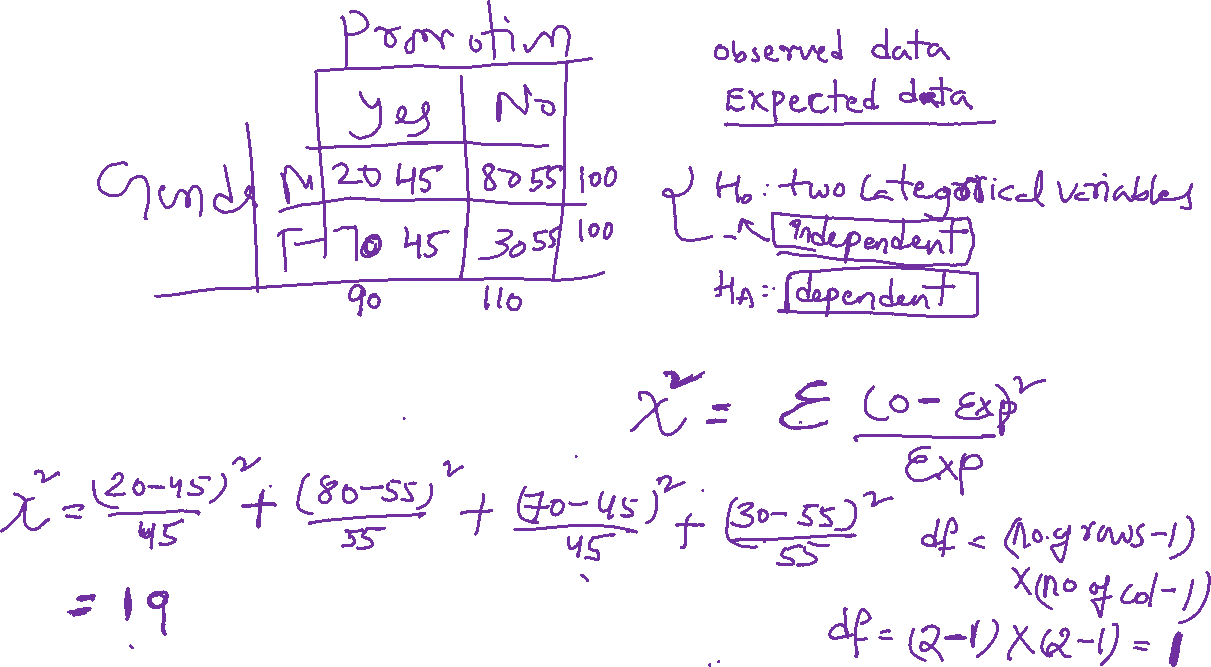 Promotion
Yes No
Gender M 20 45 80 55 100
F 70 45 30 55 100
90 110
observed data
Expected data
H₀ : two Categorical variables
independent
H_A : dependent
χ² = Σ (O - Exp)² / Exp
χ² = (20-45)² / 45 + (80-55)² / 55 + (70-45)² / 45 + (30-55)² / 55
= 19
df = (no. of rows-1)
×(no of col-1)
df = (2-1) × (2-1) = 1